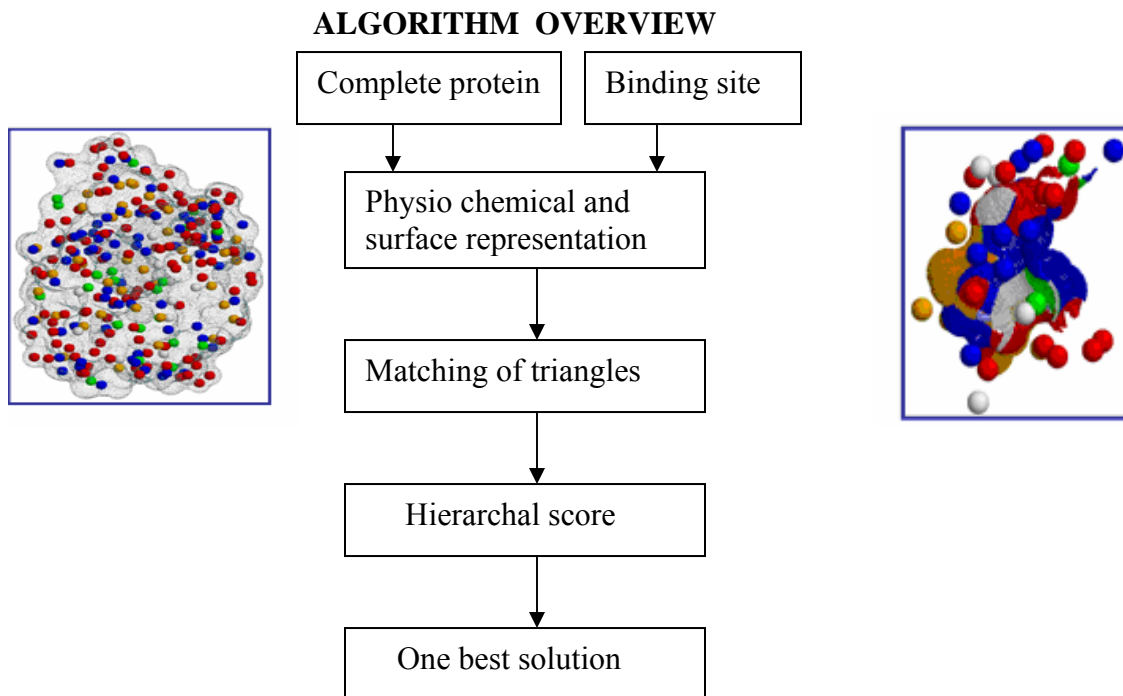 ALGORITHM OVERVIEW
Complete protein
Binding site
Physio chemical and
surface representation
Matching of triangles
Hierarchal score
One best solution